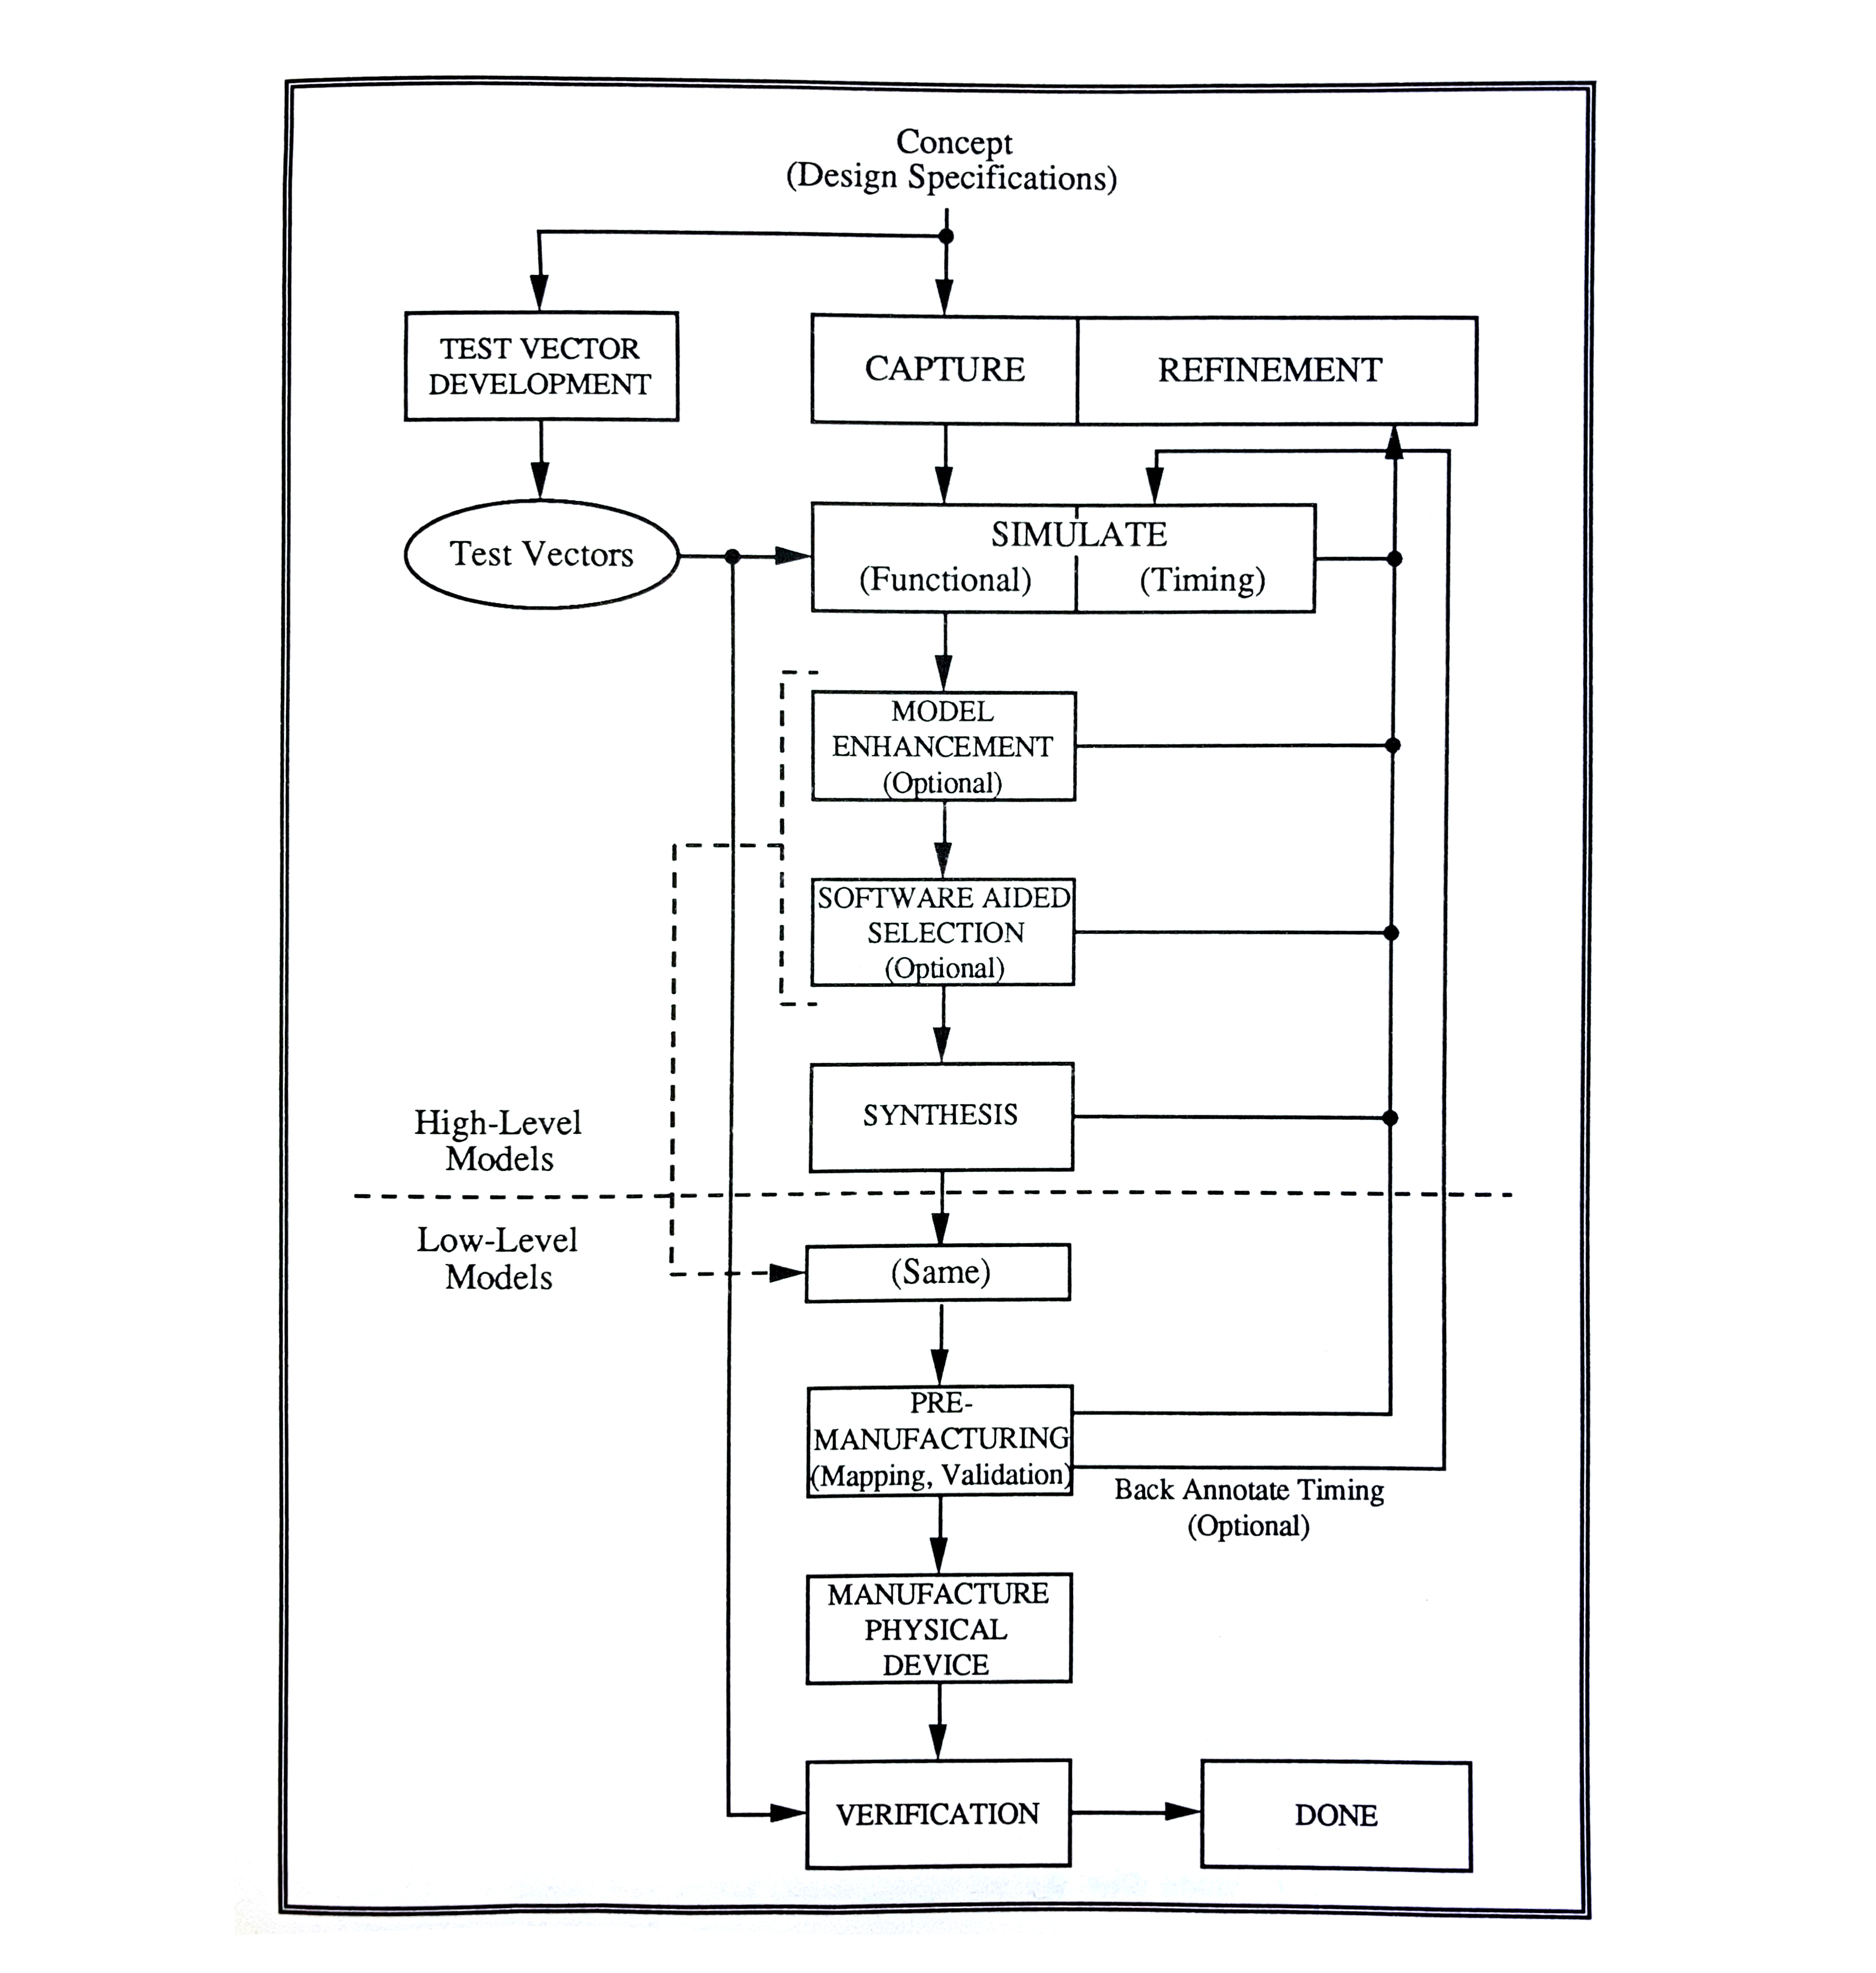 Concept
(Design Specifications)
TEST VECTOR
DEVELOPMENT
CAPTURE
REFINEMENT
Test Vectors
SIMULATE
(Functional)
(Timing)
MODEL
ENHANCEMENT
(Optional)
SOFTWARE AIDED
SELECTION
(Optional)
SYNTHESIS
High-Level
Models
Low-Level
Models
(Same)
PRE-
MANUFACTURING
(Mapping, Validation)
Back Annotate Timing
(Optional)
MANUFACTURE
PHYSICAL
DEVICE
VERIFICATION
DONE